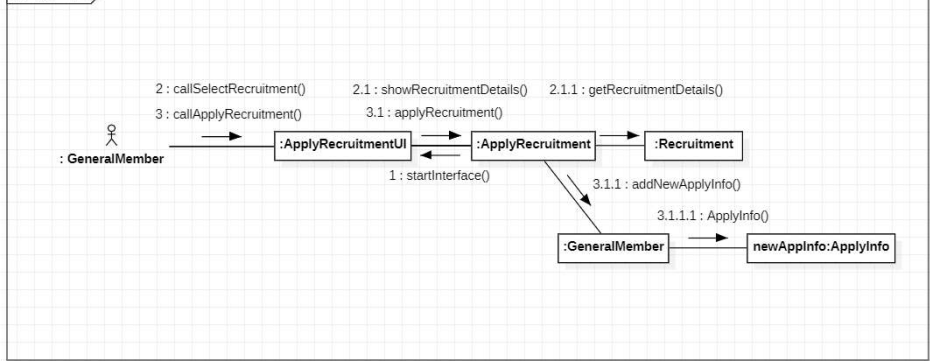 2 : callSelectRecruitment()
2.1 : showRecruitmentDetails()
2.1.1 : getRecruitmentDetails()
3 : callApplyRecruitment()
3.1 : applyRecruitment()
: GeneralMember
:ApplyRecruitmentUI
:ApplyRecruitment
:Recruitment
1 : startInterface()
3.1.1 : addNewApplyInfo()
3.1.1.1 : ApplyInfo()
:GeneralMember
newAppInfo:ApplyInfo